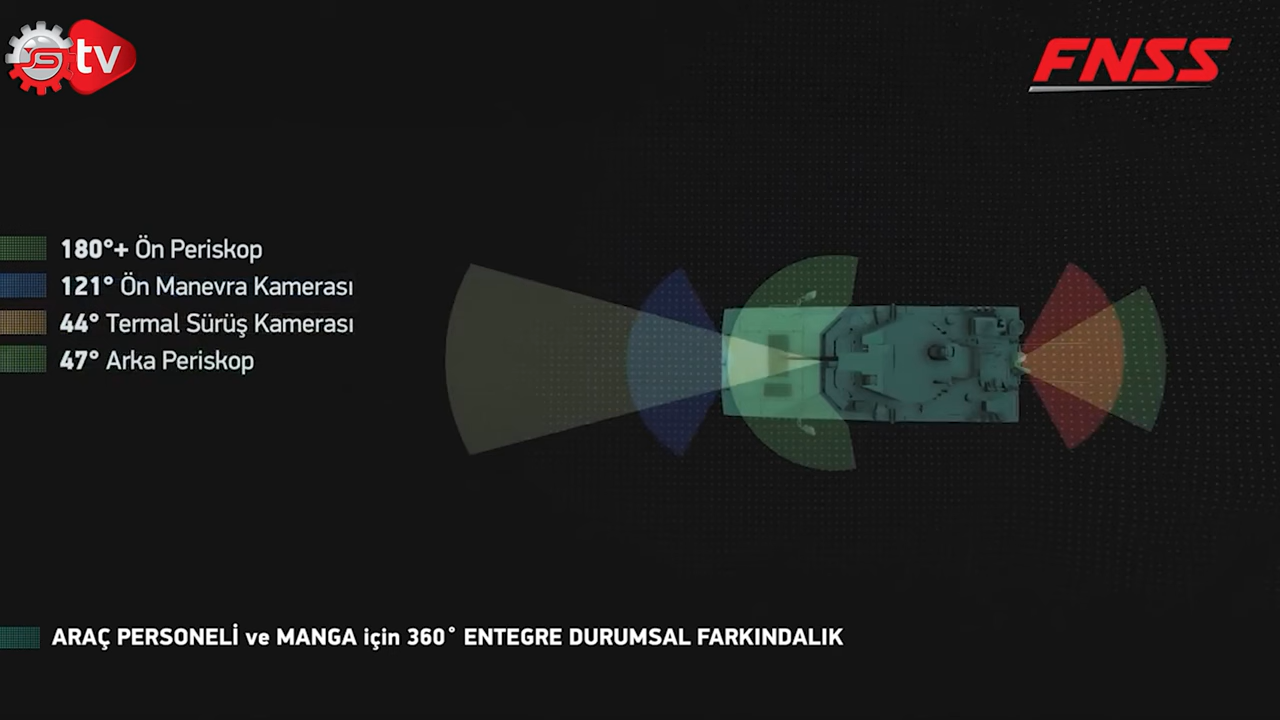 tv
FNSS
180°+ Ön Periskop
121° Ön Manevra Kamerası
44° Termal Sürüş Kamerası
47° Arka Periskop
ARAÇ PERSONELİ ve MANGA için 360° ENTEGRE DURUMSAL FARKINDALIK